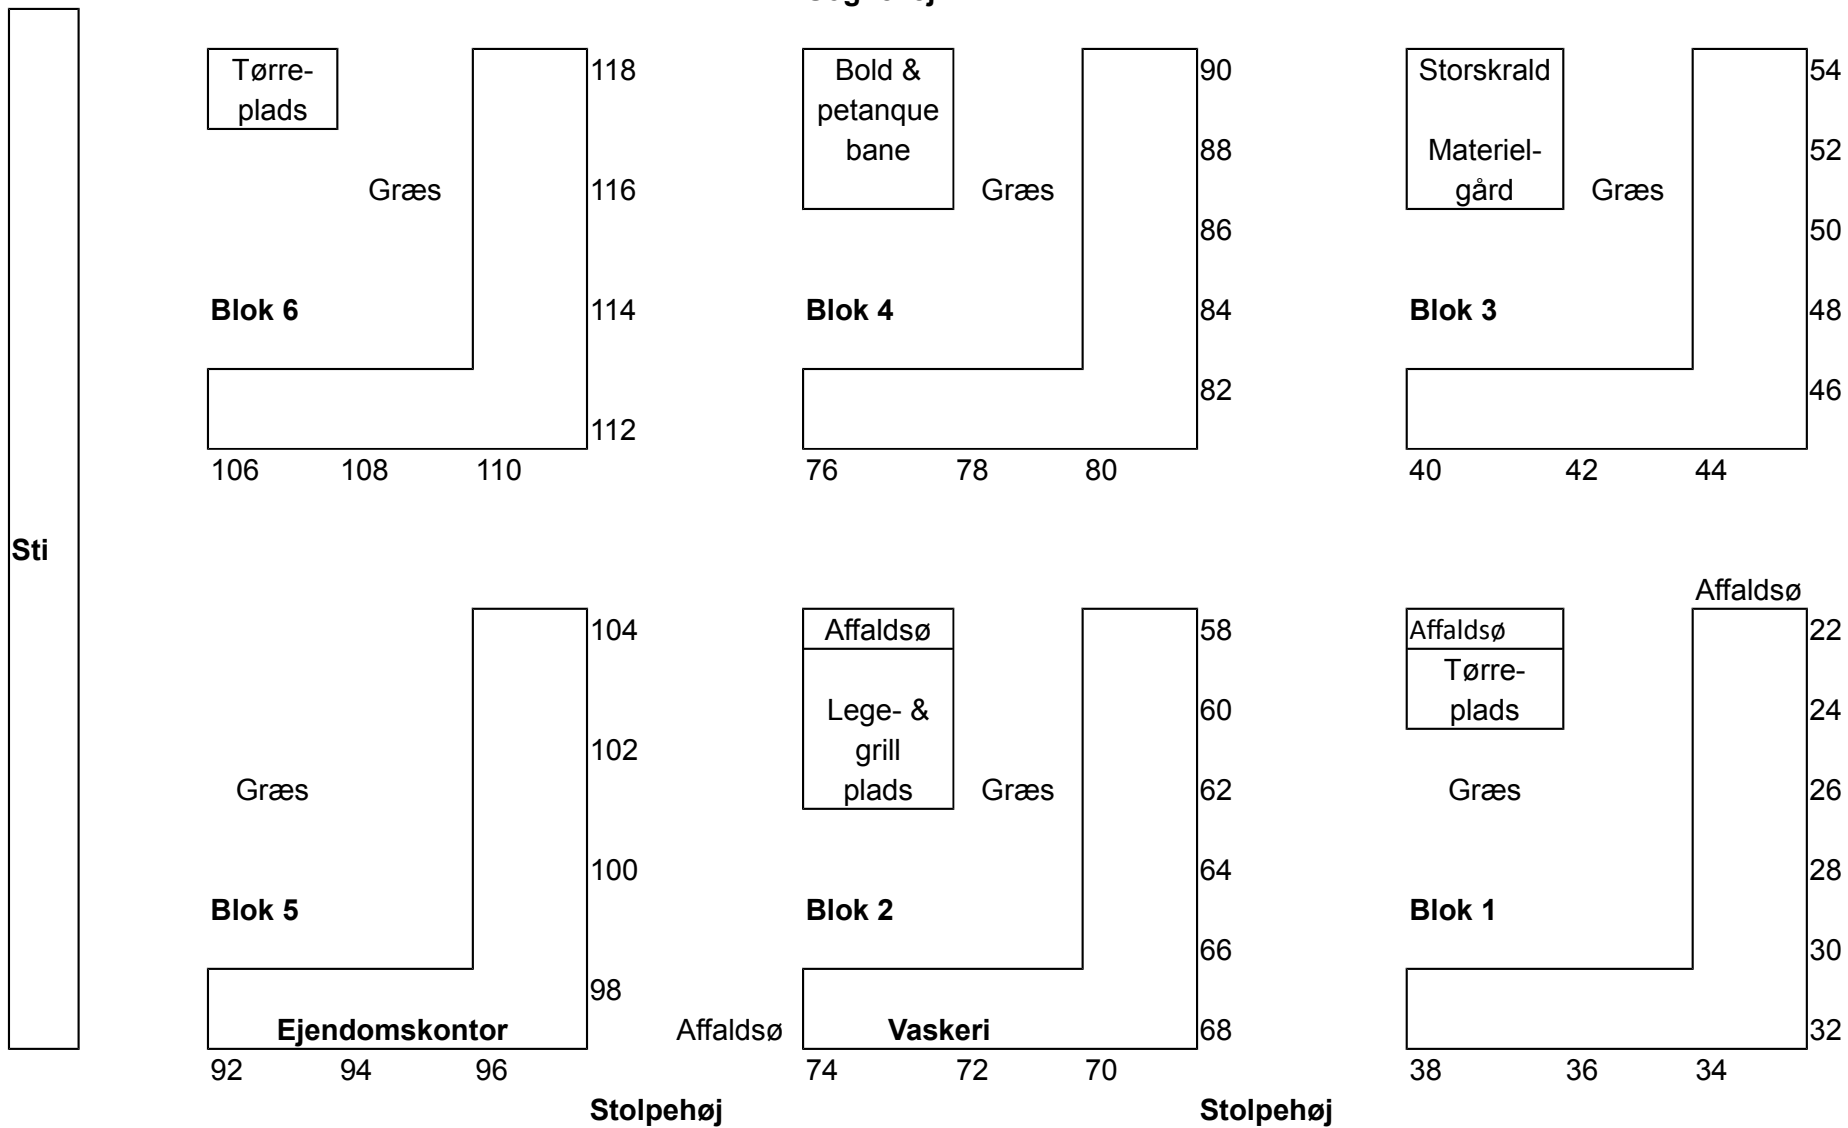 Tørre-
plads
118
Græs
116
Blok 6
114
112
106 108 110
Bold &
petanque
bane
90
88
Græs
86
Blok 4
84
82
76 78 80
Storskrald
Materiel-
gård
54
52
Græs
50
Blok 3
48
46
40 42 44
Sti
104
102
Græs
100
Blok 5
98
Ejendomskontor
92 94 96
Stolpehøj
Affaldsø
Affaldsø
Lege- &
grill
plads
58
60
Græs
62
64
Blok 2
66
Vaskeri
68
74 72 70
Stolpehøj
Affaldsø
Affaldsø
Tørre-
plads
22
24
Græs
26
28
Blok 1
30
32
38 36 34